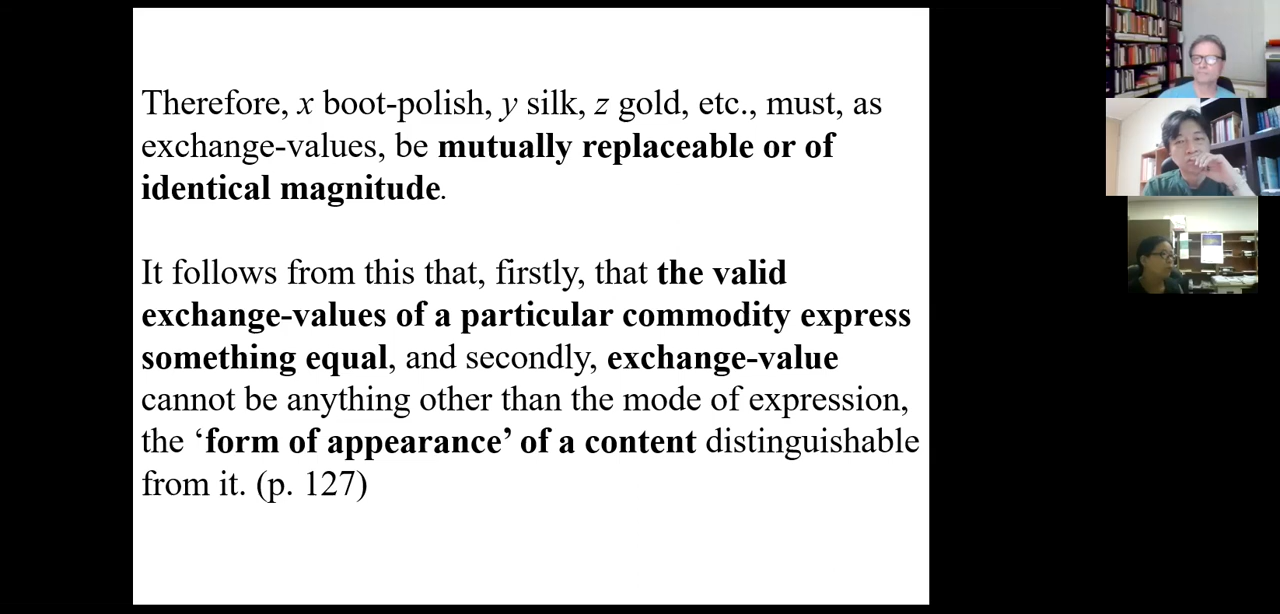 Therefore, x boot-polish, y silk, z gold, etc., must, as
exchange-values, be mutually replaceable or of
identical magnitude.
It follows from this that, firstly, that the valid
exchange-values of a particular commodity express
something equal, and secondly, exchange-value
cannot be anything other than the mode of expression,
the ‘form of appearance’ of a content distinguishable
from it. (p. 127)